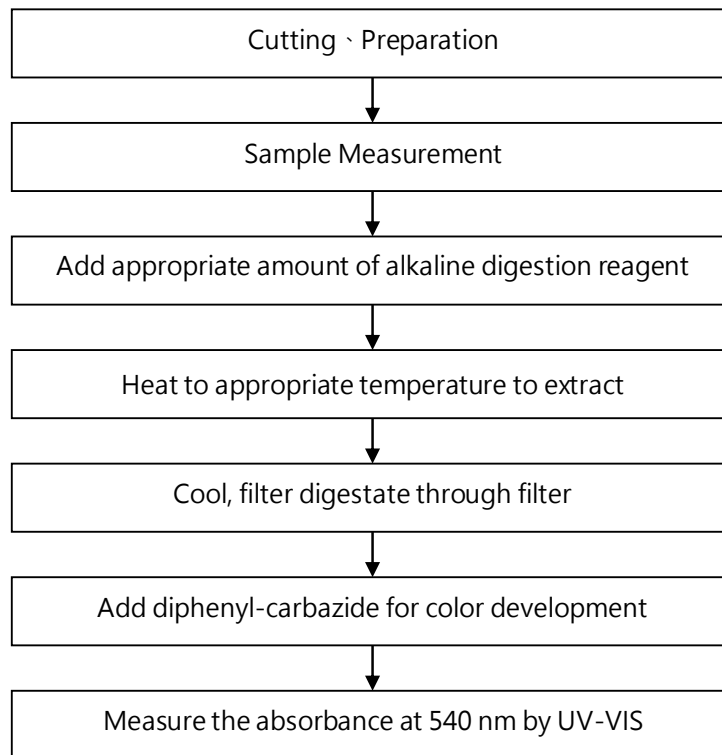 Cutting、Preparation
Sample Measurement
Add appropriate amount of alkaline digestion reagent
Heat to appropriate temperature to extract
Cool, filter digestate through filter
Add diphenyl-carbazide for color development
Measure the absorbance at 540 nm by UV-VIS